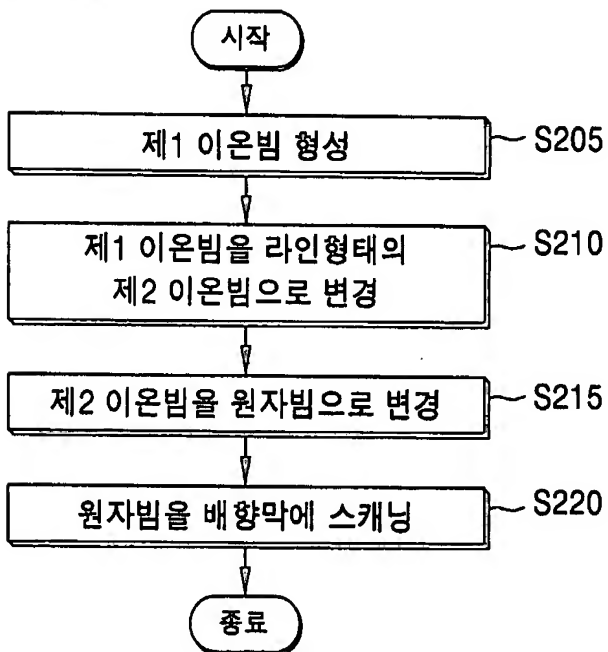 시작
제1 이온빔 형성
S205
제1 이온빔을 라인형태의
제2 이온빔으로 변경
S210
제2 이온빔을 원자빔으로 변경
S215
원자빔을 배향막에 스캐닝
S220
종료